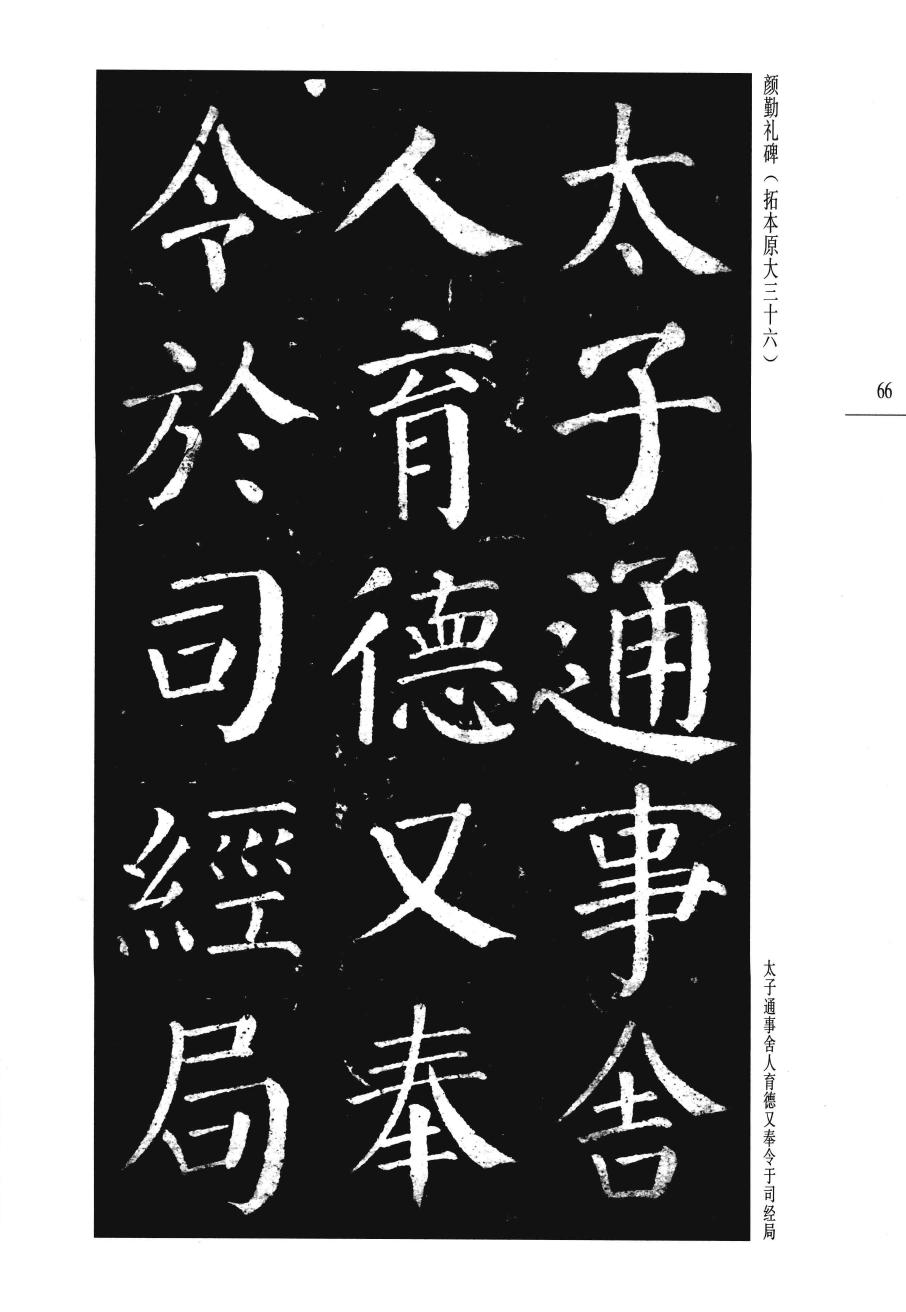 颜勤礼碑（拓本原大三十六）
66
太子通事舍
人育德又奉
令於司經局
太子通事舍人育德又奉令于司经局